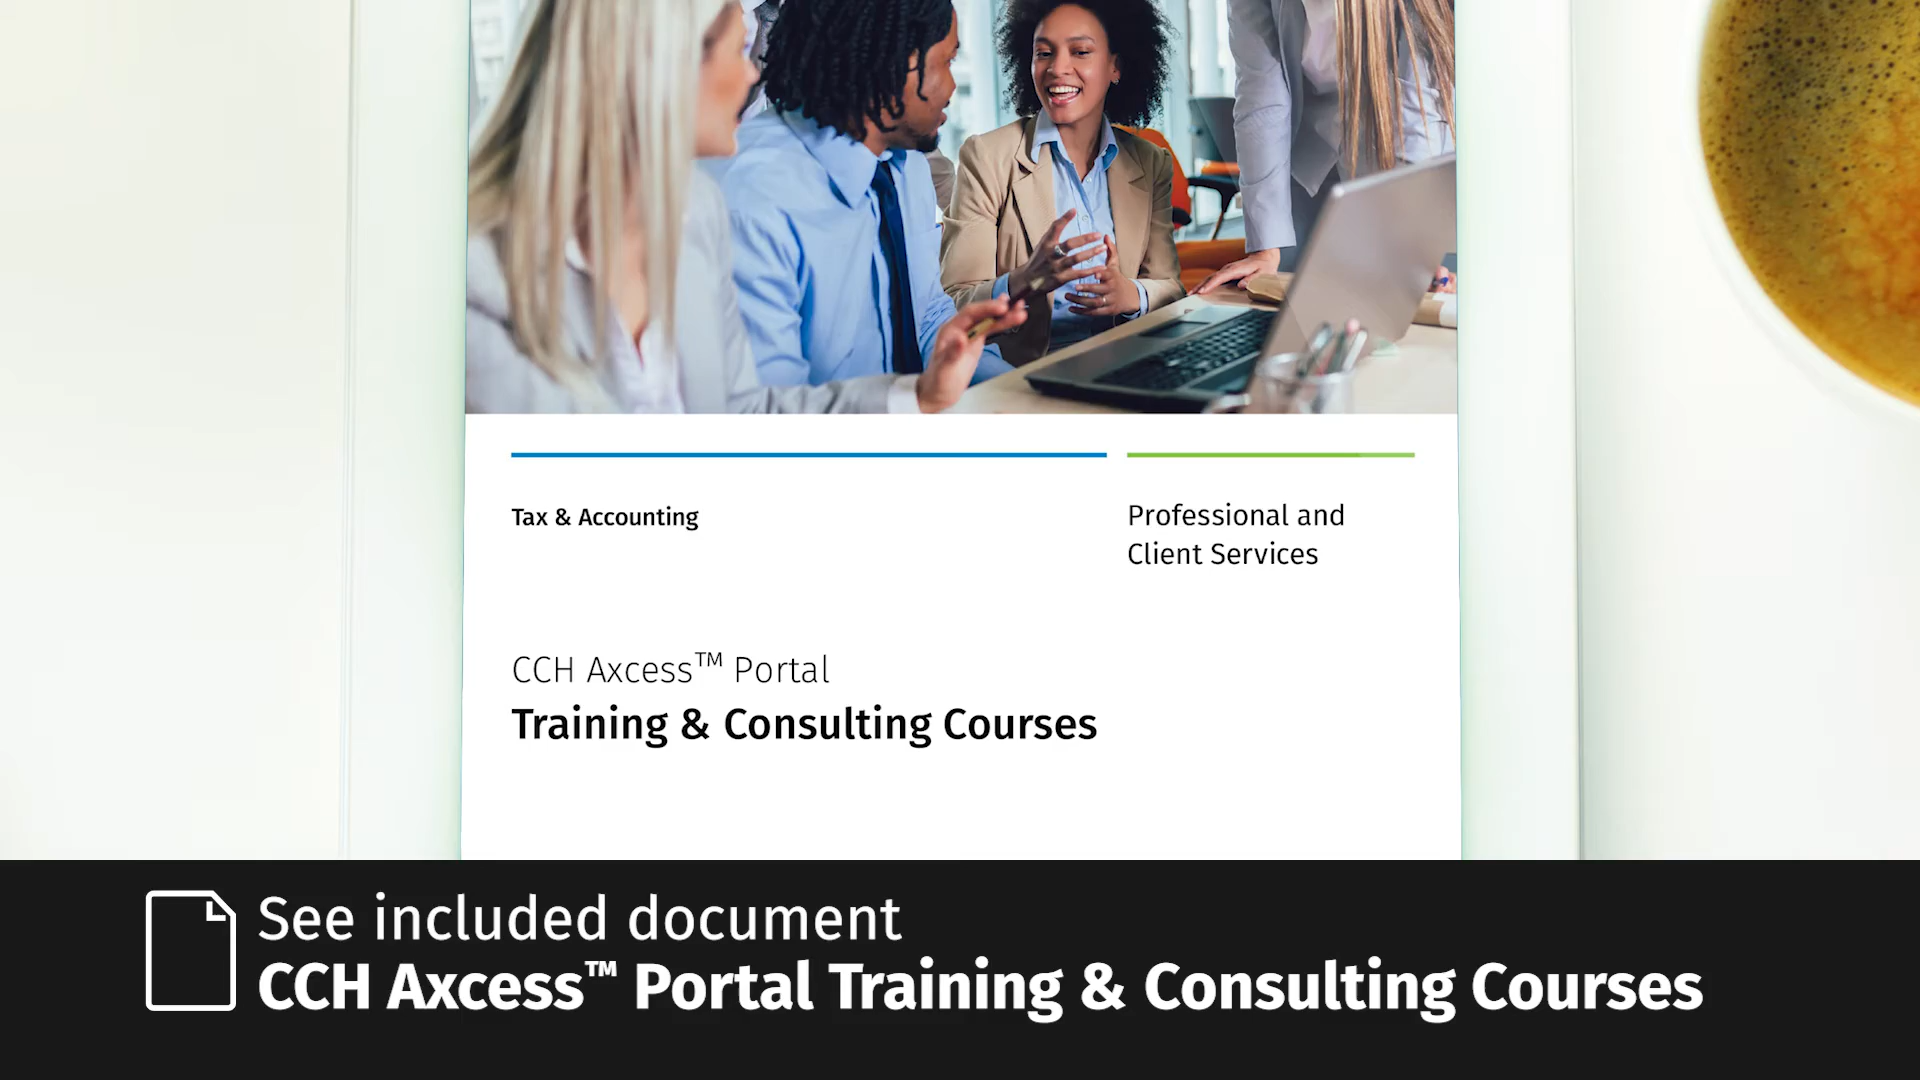 Tax & Accounting
Professional and
Client Services
CCH Axcess™ Portal
Training & Consulting Courses
See included document
CCH Axcess™ Portal Training & Consulting Courses